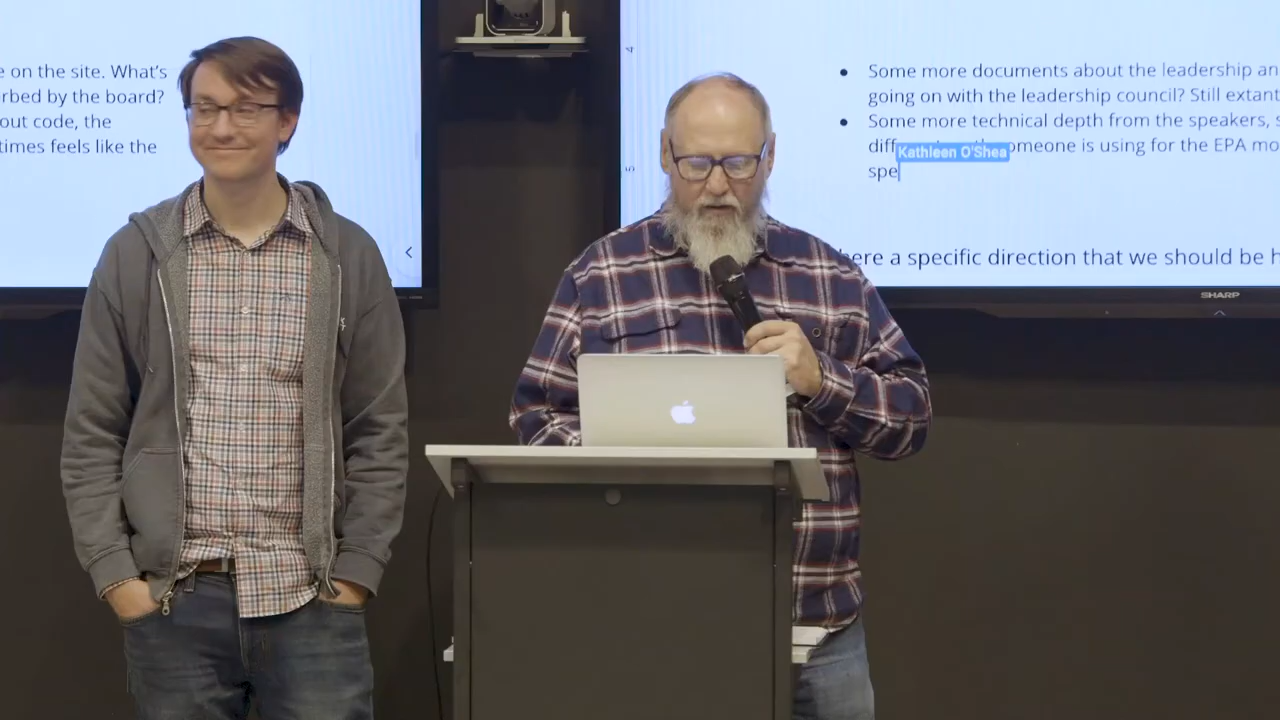 e on the site. What's
rbed by the board?
out code, the
times feels like the
4
Some more documents about the leadership an
going on with the leadership council? Still extant
Some more technical depth from the speakers, s
Kathleen O'Shea
diff omeone is using for the EPA mo
5
spe
here a specific direction that we should be h
SHARP